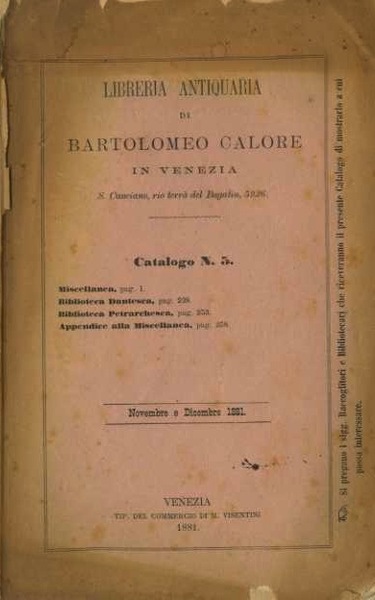 LIBRERIA ANTIQUARIA
DI
BARTOLOMEO CALORE
IN VENEZIA
S. Canciano, rio terrà del Bagatin, 5326.
Catalogo N. 5.
Miscellanea, pag. 1.
Biblioteca Dantesca, pag. 228.
Biblioteca Petrarchesca, pag. 253.
Appendice alla Miscellanea, pag. 258
Novembre e Dicembre 1881.
VENEZIA
TIP. DEL COMMERCIO DI M. VISENTINI
1881.
Si pregano i sigg. Raccoglitori e Bibliotecarj che riceveranno il presente Catalogo di mostrarlo a cui
possa interessare.